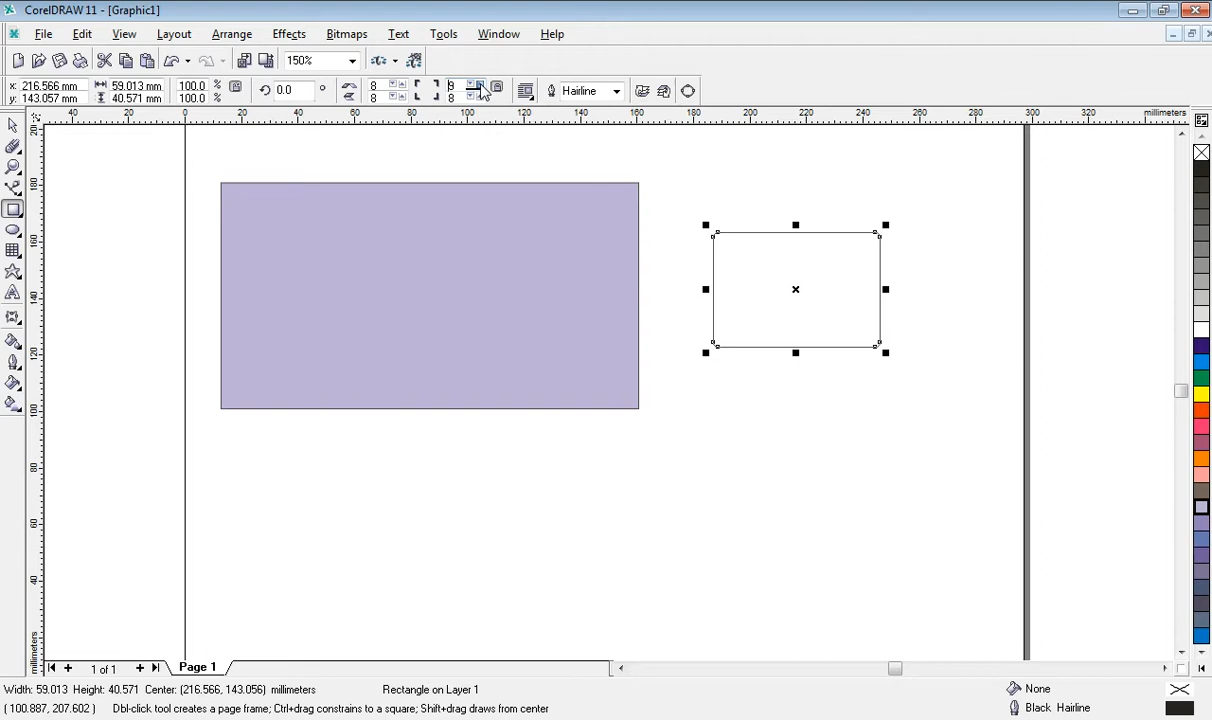 CorelDRAW 11 - [Graphic1]
File Edit View Layout Arrange Effects Bitmaps Text Tools Window Help
150%
x: 216.566 mm 59.013 mm 100.0 % 0.0 ° 8 9 Hairline
y: 143.057 mm 40.571 mm 100.0 % 8 8
40 0 20 40 60 80 100 120 140 160 180 200 220 240 260 280 300 320 millimeters
180
160
140
120
100
80
60
40
millimeters
1 of 1 Page 1
Width: 59.013 Height: 40.571 Center: (216.566, 143.056) millimeters Rectangle on Layer 1 None
(100.887, 207.602 ) Dbl-click tool creates a page frame; Ctrl+drag constrains to a square; Shift+drag draws from center Black Hairline